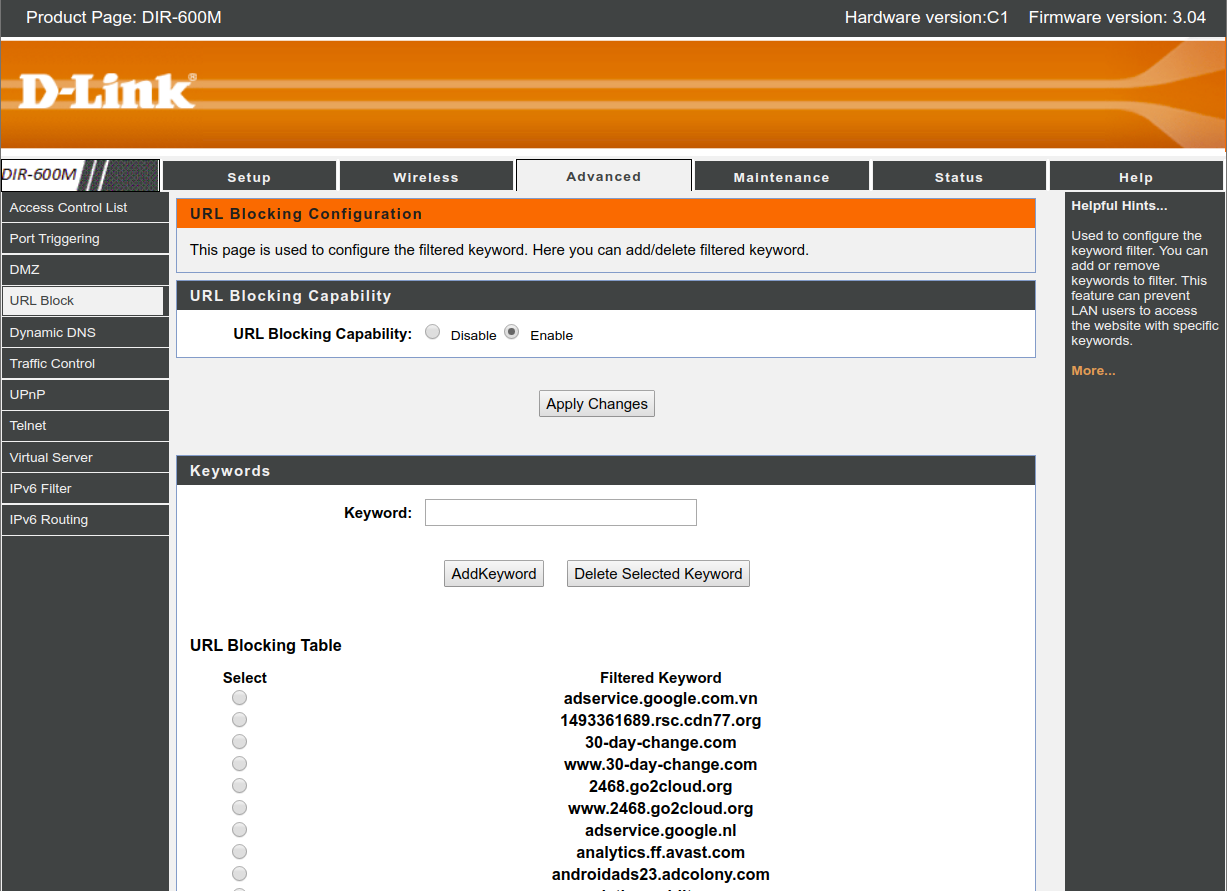 Product Page: DIR-600M
Hardware version:C1 Firmware version: 3.04
D-Link®
DIR-600M
Setup
Wireless
Advanced
Maintenance
Status
Help
Access Control List
Port Triggering
DMZ
URL Block
Dynamic DNS
Traffic Control
UPnP
Telnet
Virtual Server
IPv6 Filter
IPv6 Routing
URL Blocking Configuration
This page is used to configure the filtered keyword. Here you can add/delete filtered keyword.
URL Blocking Capability
URL Blocking Capability: Disable Enable
Apply Changes
Keywords
Keyword:
AddKeyword Delete Selected Keyword
URL Blocking Table
Select Filtered Keyword
adservice.google.com.vn
1493361689.rsc.cdn77.org
30-day-change.com
www.30-day-change.com
2468.go2cloud.org
www.2468.go2cloud.org
adservice.google.nl
analytics.ff.avast.com
androidads23.adcolony.com
Helpful Hints...
Used to configure the
keyword filter. You can
add or remove
keywords to filter. This
feature can prevent
LAN users to access
the website with specific
keywords.
More...